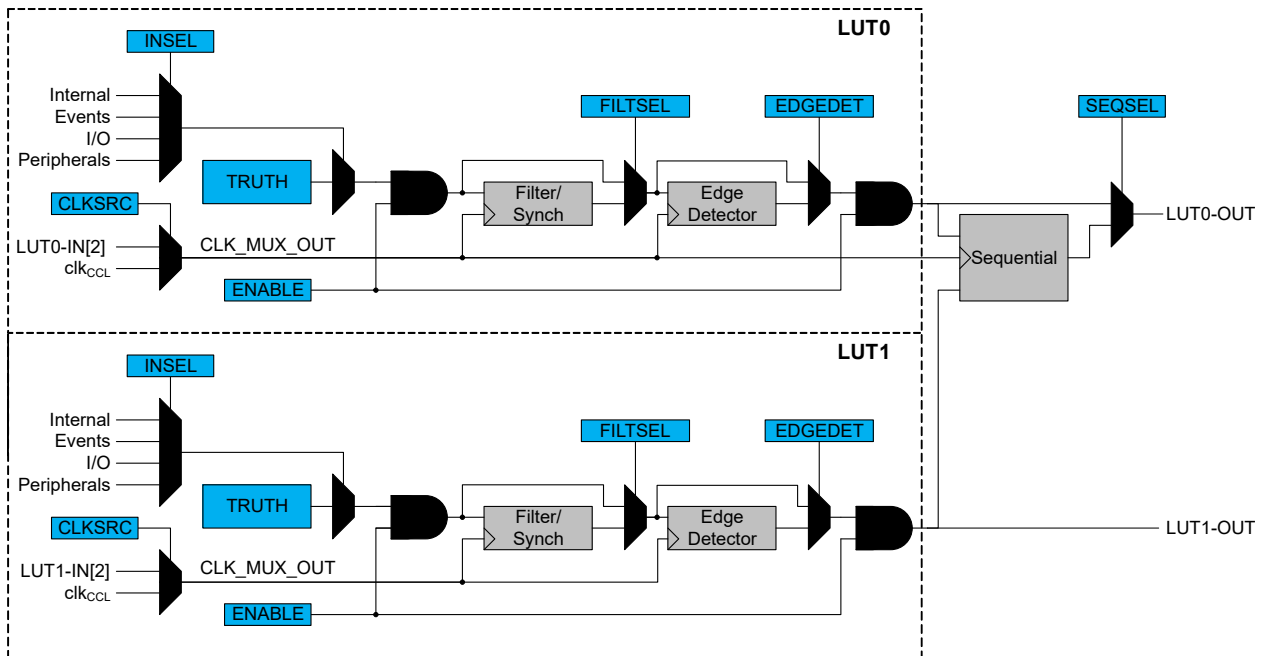 LUT0
INSEL
Internal
Events
I/O
Peripherals
FILTSEL
EDGEDET
SEQSEL
TRUTH
Filter/
Synch
Edge
Detector
CLKSRC
LUT0-IN[2]
clkCCL
CLK_MUX_OUT
ENABLE
Sequential
LUT0-OUT
LUT1
INSEL
Internal
Events
I/O
Peripherals
FILTSEL
EDGEDET
TRUTH
Filter/
Synch
Edge
Detector
CLKSRC
LUT1-IN[2]
clkCCL
CLK_MUX_OUT
ENABLE
LUT1-OUT